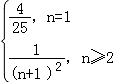 4/25, n=1
1/(n+1)², n⩾2